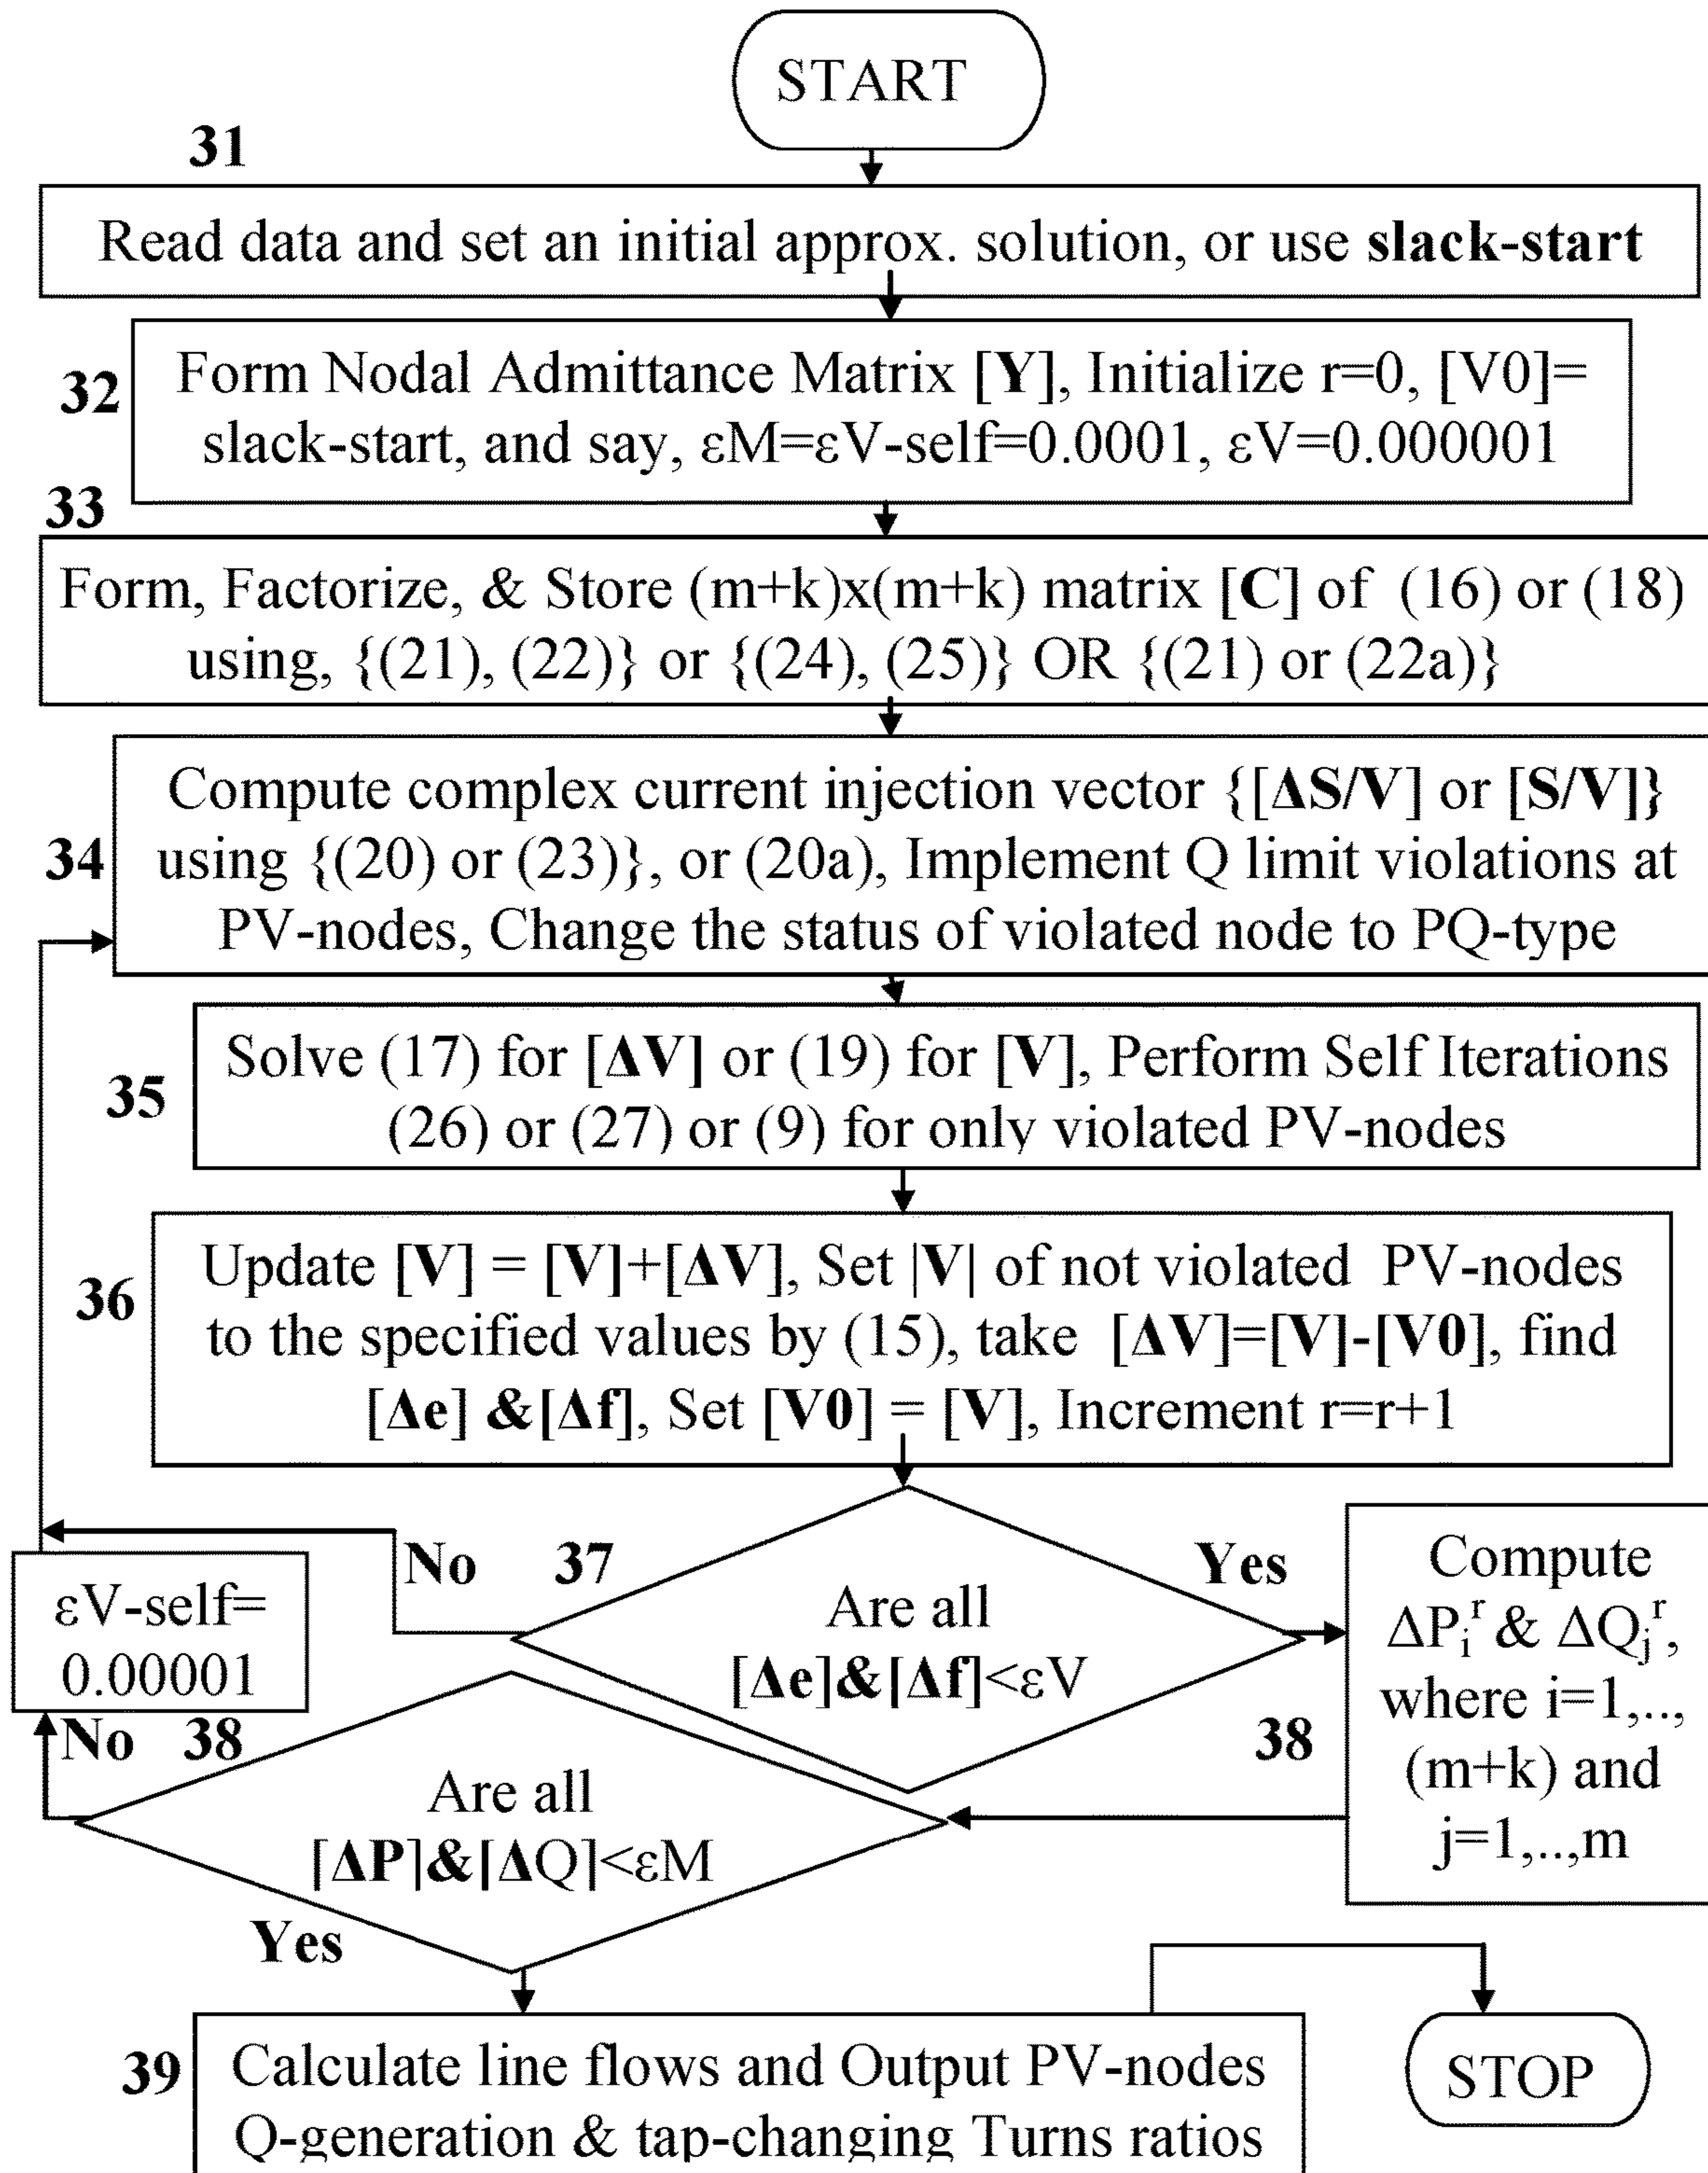 START
31
Read data and set an initial approx. solution, or use slack-start
32
Form Nodal Admittance Matrix [Y], Initialize r=0, [V0]=
slack-start, and say, εM=εV-self=0.0001, εV=0.000001
33
Form, Factorize, & Store (m+k)x(m+k) matrix [C] of (16) or (18)
using, {(21), (22)} or {(24), (25)} OR {(21) or (22a)}
34
Compute complex current injection vector {[ΔS/V] or [S/V]}
using {(20) or (23)}, or (20a), Implement Q limit violations at
PV-nodes, Change the status of violated node to PQ-type
35
Solve (17) for [ΔV] or (19) for [V], Perform Self Iterations
(26) or (27) or (9) for only violated PV-nodes
36
Update [V] = [V]+[ΔV], Set |V| of not violated PV-nodes
to the specified values by (15), take [ΔV]=[V]-[V0], find
[Δe] &[Δf], Set [V0] = [V], Increment r=r+1
No
37
Yes
Are all
[Δe]&[Δf]<εV
Compute
ΔPi^r & ΔQj^r,
where i=1,..,
(m+k) and
j=1,..,m
38
εV-self=
0.00001
No
38
Are all
[ΔP]&[ΔQ]<εM
Yes
39
Calculate line flows and Output PV-nodes
Q-generation & tap-changing Turns ratios
STOP